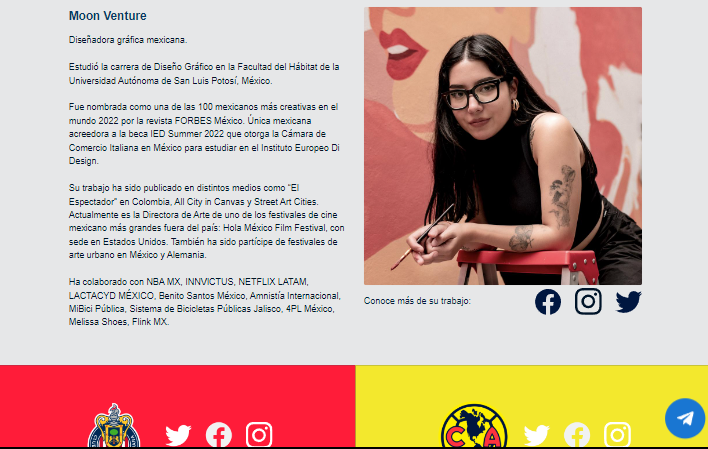 Moon Venture
Diseñadora gráfica mexicana.
Estudió la carrera de Diseño Gráfico en la Facultad del Hábitat de la
Universidad Autónoma de San Luis Potosí, México.
Fue nombrada como una de las 100 mexicanos más creativas en el
mundo 2022 por la revista FORBES México. Única mexicana
acreedora a la beca IED Summer 2022 que otorga la Cámara de
Comercio Italiana en México para estudiar en el Instituto Europeo Di
Design.
Su trabajo ha sido publicado en distintos medios como “El
Espectador” en Colombia, All City in Canvas y Street Art Cities.
Actualmente es la Directora de Arte de uno de los festivales de cine
mexicano más grandes fuera del país: Hola México Film Festival, con
sede en Estados Unidos. También ha sido partícipe de festivales de
arte urbano en México y Alemania.
Ha colaborado con NBA MX, INNVICTUS, NETFLIX LATAM,
LACTACYD MÉXICO, Benito Santos México, Amnistía Internacional,
MiBici Pública, Sistema de Bicicletas Públicas Jalisco, 4PL México,
Melissa Shoes, Flink MX.
Conoce más de su trabajo:
C A